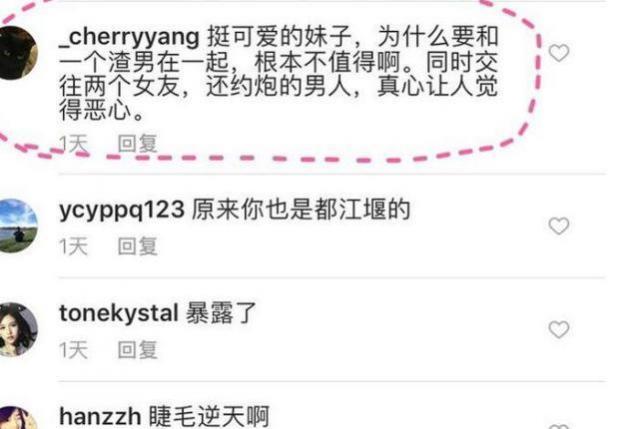 _cherryyang 挺可爱的妹子，为什么要和
一个渣男在一起，根本不值得啊。同时交
往两个女友，还约炮的男人，真心让人觉
得恶心。
1天 回复
ycyppq123 原来你也是都江堰的
1天 回复
tonekystal 暴露了
1天 回复
hanzzh 睫毛逆天啊